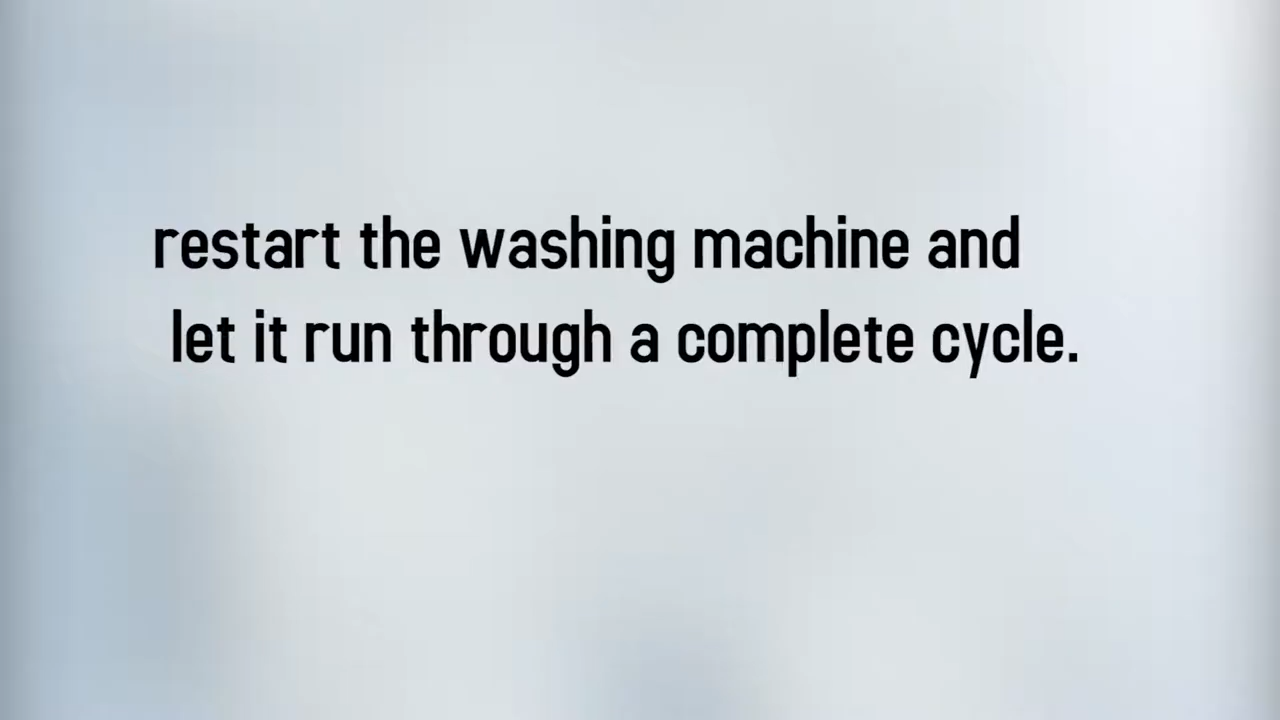 restart the washing machine and
let it run through a complete cycle.